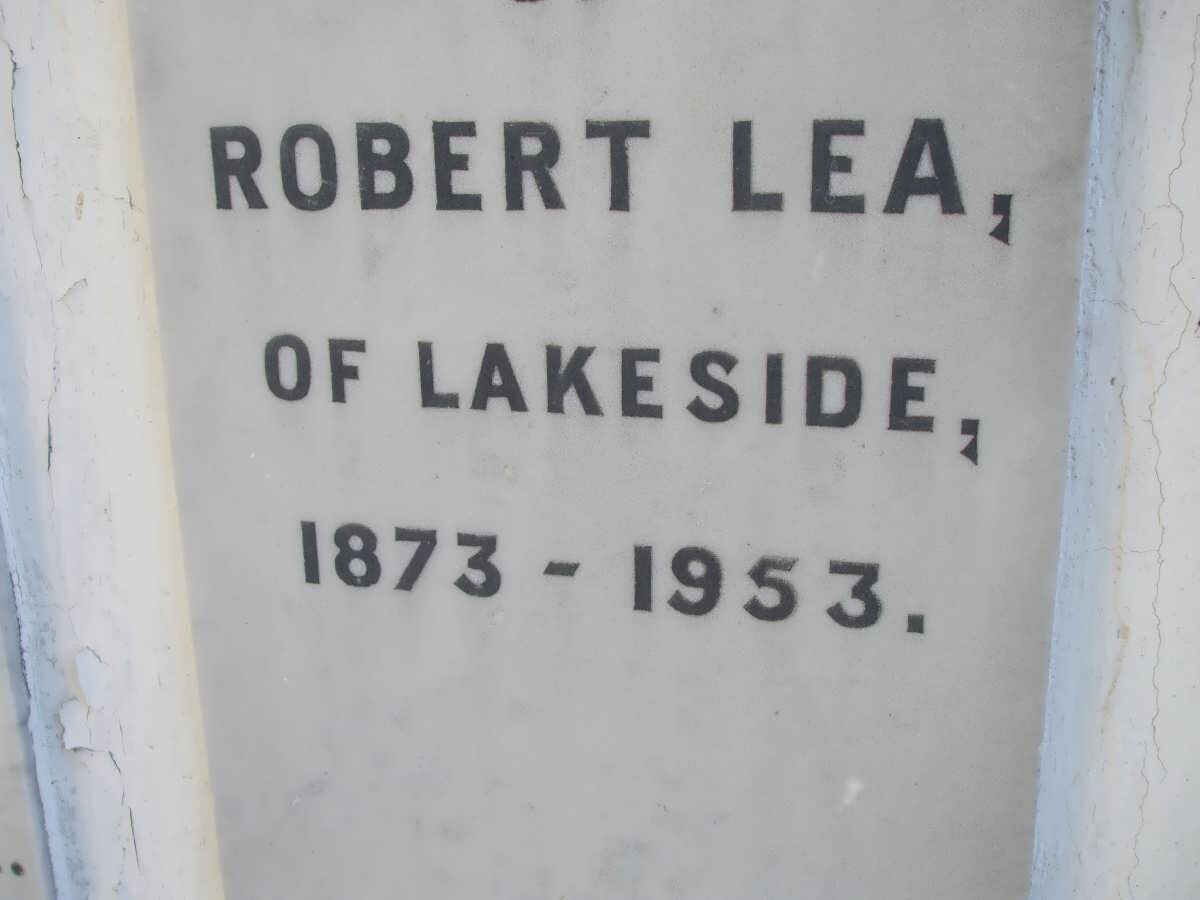 ROBERT LEA,
OF LAKESIDE,
1873 - 1953.